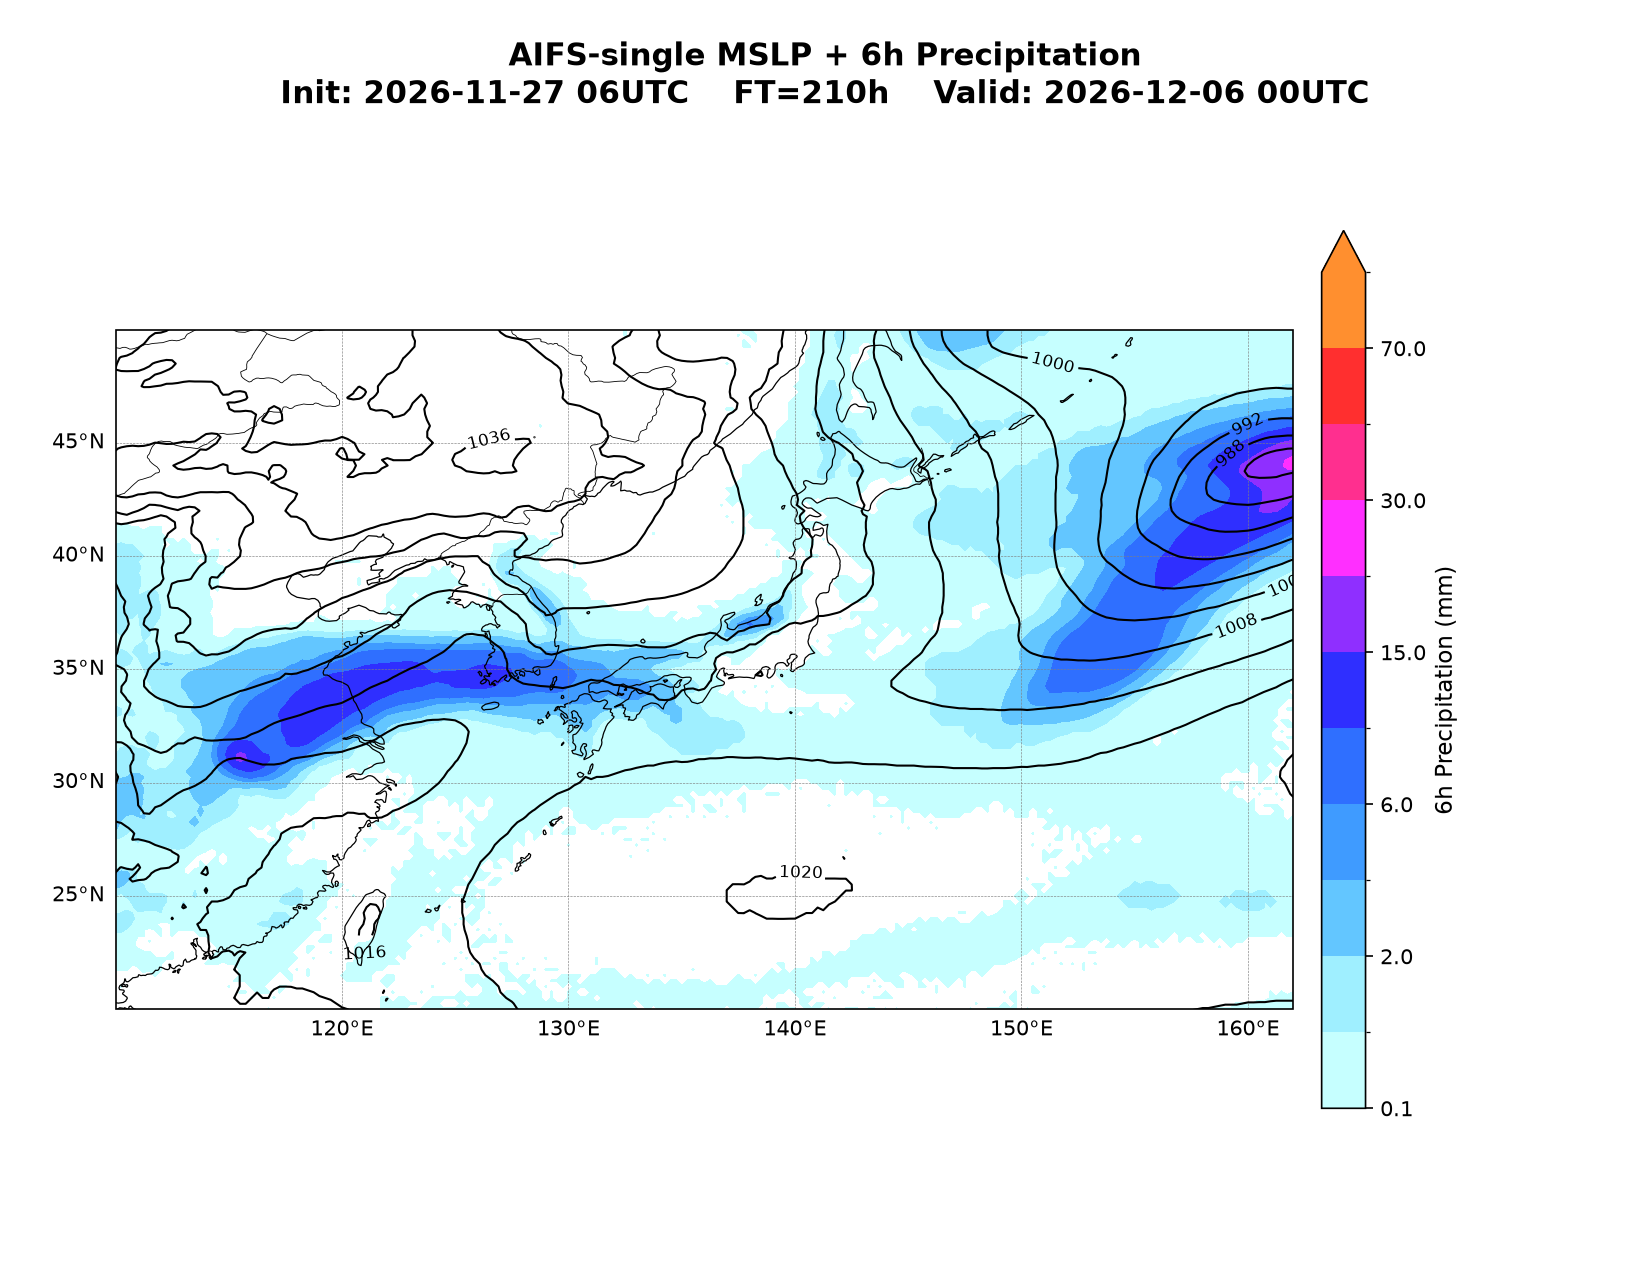 AIFS-single MSLP + 6h Precipitation
Init: 2026-11-27 06UTC    FT=210h    Valid: 2026-12-06 00UTC
1000
992
988
1036
1008
1020
1016
45°N
40°N
35°N
30°N
25°N
120°E
130°E
140°E
150°E
160°E
70.0
30.0
15.0
6.0
2.0
0.1
6h Precipitation (mm)